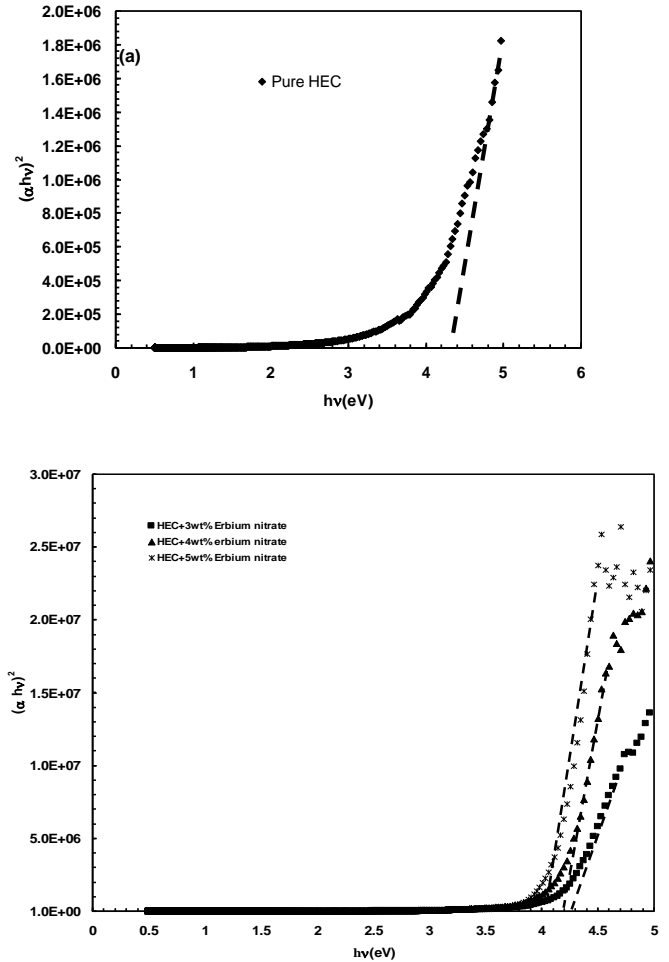 (a)
Pure HEC
(αhν)²
1.8E+06
1.6E+06
1.4E+06
1.2E+06
1.0E+06
8.0E+05
6.0E+05
4.0E+05
2.0E+05
0.0E+00
0 1 2 3 4 5 6
hν(eV)
3.0E+07
2.5E+07
2.0E+07
1.5E+07
1.0E+07
5.0E+06
1.0E+00
(α hν)²
HEC+3wt% Erbium nitrate
HEC+4wt% erbium nitrate
HEC+5wt% Erbium nitrate
0 0.5 1 1.5 2 2.5 3 3.5 4 4.5 5
hν(eV)